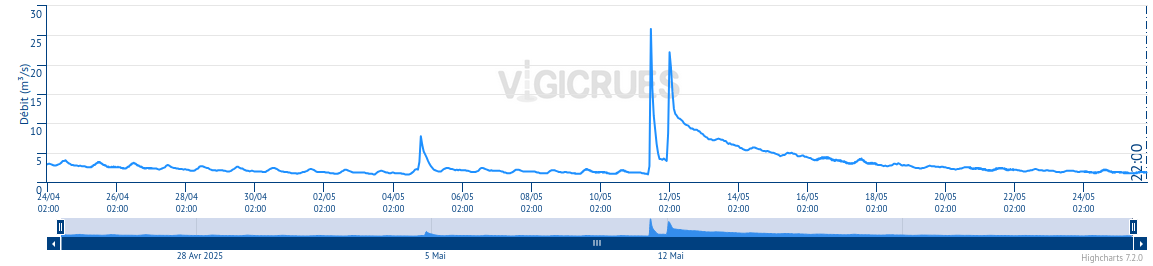 30
25
20
15
10
5
0
Débit (m³/s)
VIGICRUES
22:00
24/04 26/04 28/04 30/04 02/05 04/05 06/05 08/05 10/05 12/05 14/05 16/05 18/05 20/05 22/05 24/05
02:00 02:00 02:00 02:00 02:00 02:00 02:00 02:00 02:00 02:00 02:00 02:00 02:00 02:00 02:00 02:00
28 Avr 2025 5 Mai 12 Mai
Highcharts 7.2.0